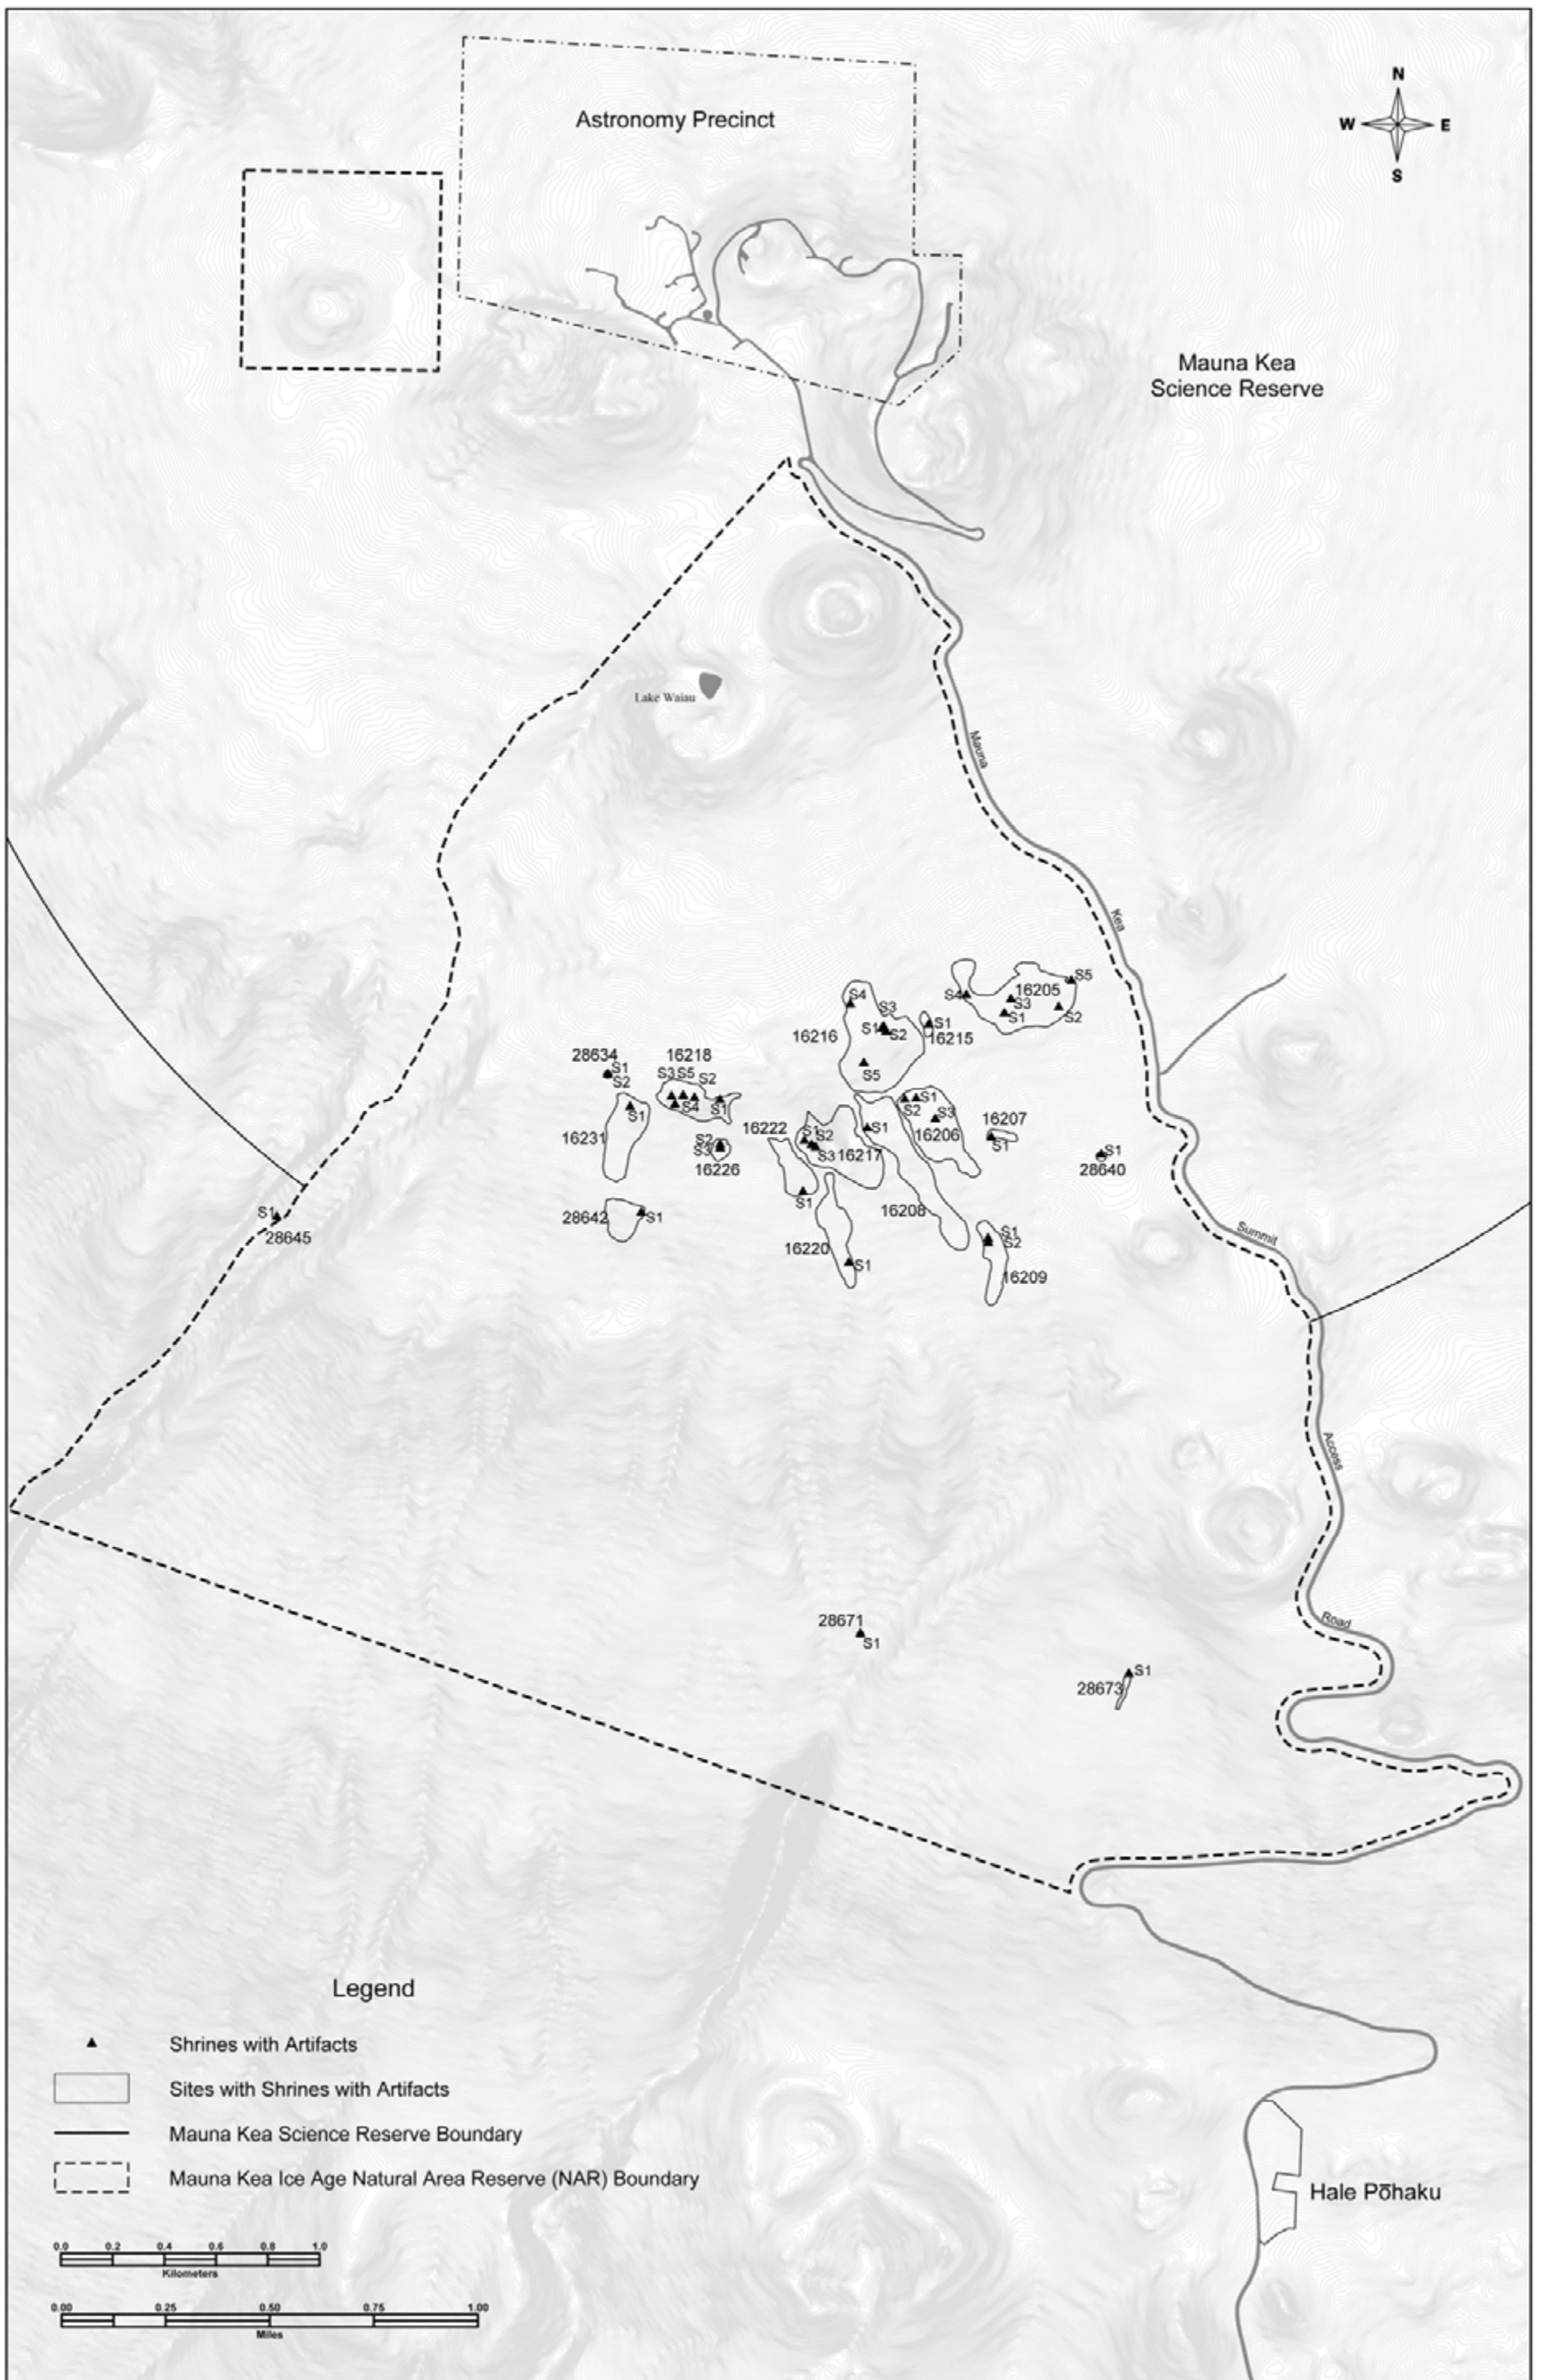 N
W E
S
Astronomy Precinct
Mauna Kea
Science Reserve
Lake Waiau
Mauna
Kea
Summit
Access
Road
S5
S4
16205
S3
S1
S2
S4
S3
S1
S2
16216
S5
S1
16215
28634
S1
S2
16218
S3 S5 S2
S4
S1
S1
16231
S2
S3
16226
16222
S1
S2
S3 16217
S1
S1
S2 S1
S3
16206
16207
S1
S1
28640
16208
S1
28645
28642
S1
16220
S1
S1
S2
16209
28671
S1
S1
28673
Legend
Shrines with Artifacts
Sites with Shrines with Artifacts
Mauna Kea Science Reserve Boundary
Mauna Kea Ice Age Natural Area Reserve (NAR) Boundary
0.0 0.2 0.4 0.6 0.8 1.0
Kilometers
0.00 0.25 0.50 0.75 1.00
Miles
Hale Pōhaku